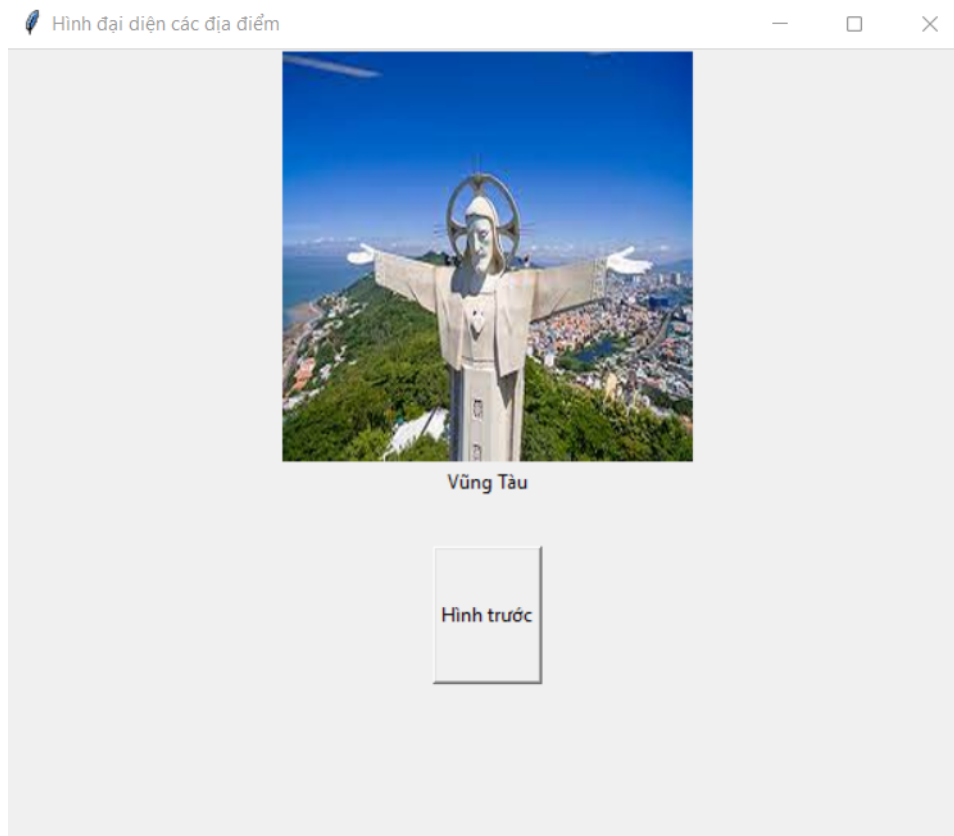 Hình đại diện các địa điểm
Vũng Tàu
Hình trước